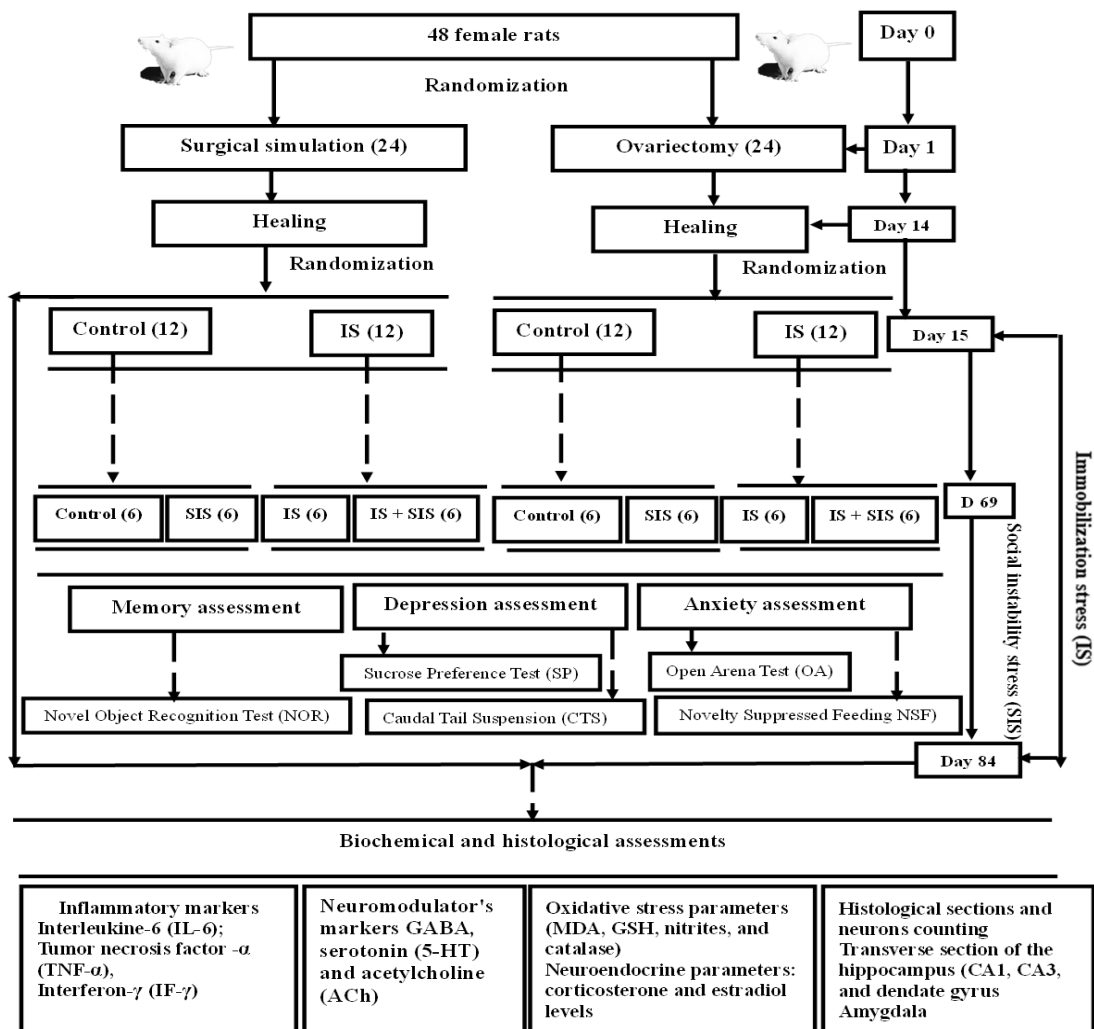 48 female rats
Day 0
Randomization
Surgical simulation (24)
Ovariectomy (24)
Day 1
Healing
Healing
Day 14
Randomization
Randomization
Control (12)
IS (12)
Control (12)
IS (12)
Day 15
Control (6)
SIS (6)
IS (6)
IS + SIS (6)
Control (6)
SIS (6)
IS (6)
IS + SIS (6)
D 69
Immobilization stress (IS)
Social instability stress (SIS)
Memory assessment
Depression assessment
Anxiety assessment
Sucrose Preference Test (SP)
Open Arena Test (OA)
Novel Object Recognition Test (NOR)
Caudal Tail Suspension (CTS)
Novelty Suppressed Feeding NSF)
Day 84
Biochemical and histological assessments
Inflammatory markers
Interleukine-6 (IL-6);
Tumor necrosis factor -α
(TNF-α),
Interferon-γ (IF-γ)
Neuromodulator's
markers GABA,
serotonin (5-HT)
and acetylcholine
(ACh)
Oxidative stress parameters
(MDA, GSH, nitrites, and
catalase)
Neuroendocrine parameters:
corticosterone and estradiol
levels
Histological sections and
neurons counting
Transverse section of the
hippocampus (CA1, CA3,
and dendate gyrus
Amygdala